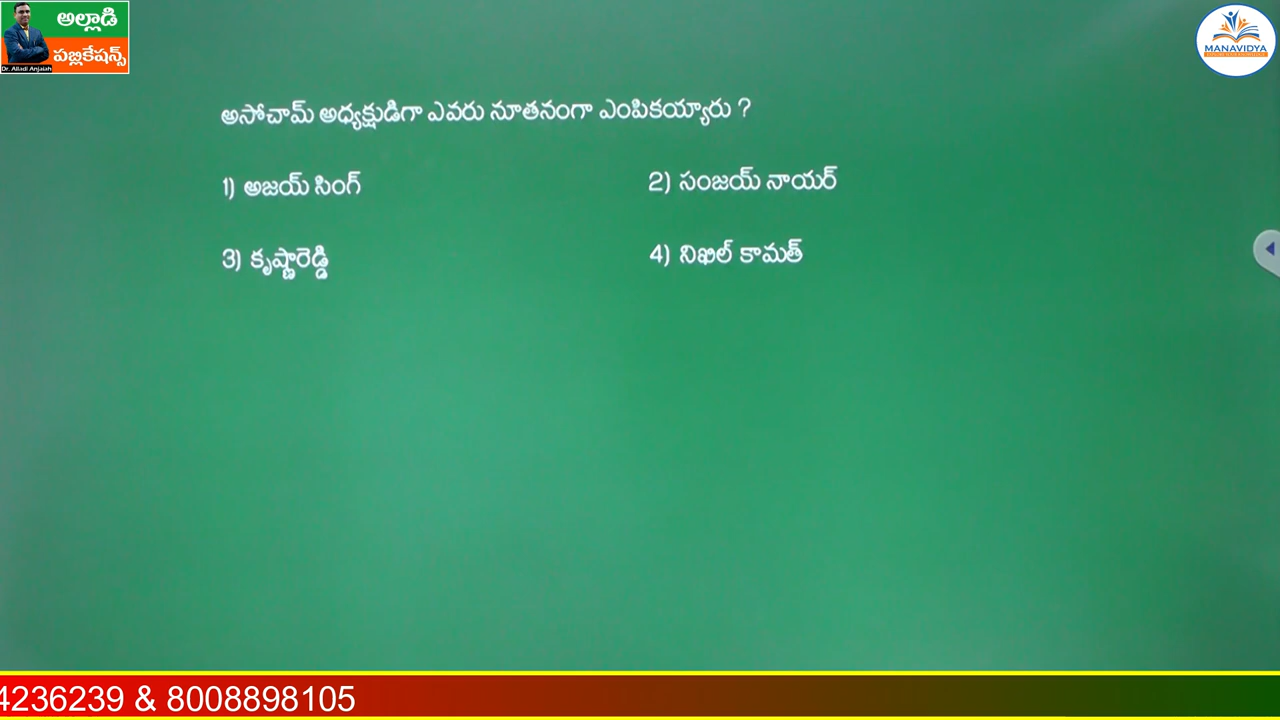 అల్లాడి
పబ్లికేషన్స్
Dr. Alladi Anjaiah
MANAVIDYA
అసోచామ్ అధ్యక్షుడిగా ఎవరు నూతనంగా ఎంపికయ్యారు ?
1) అజయ్ సింగ్
2) సంజయ్ నాయర్
3) కృష్ణారెడ్డి
4) నిఖిల్ కామత్
4236239 & 8008898105